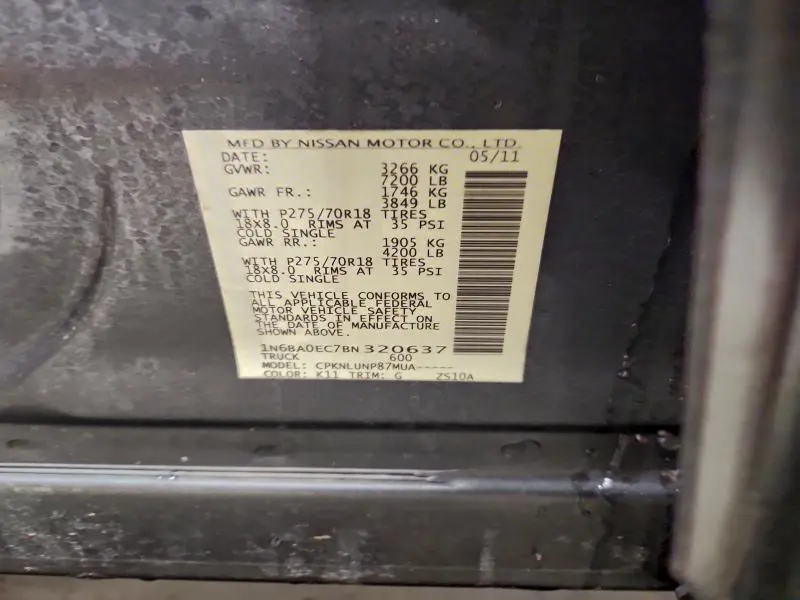 MFD BY NISSAN MOTOR CO., LTD.
DATE: 05/11
GVWR: 3266 KG
7200 LB
GAWR FR.: 1746 KG
3849 LB
WITH P275/70R18 TIRES
18X8.0 RIMS AT 35 PSI
COLD SINGLE
GAWR RR.: 1905 KG
4200 LB
WITH P275/70R18 TIRES
18X8.0 RIMS AT 35 PSI
COLD SINGLE
THIS VEHICLE CONFORMS TO
ALL APPLICABLE FEDERAL
MOTOR VEHICLE SAFETY
STANDARDS IN EFFECT ON
THE DATE OF MANUFACTURE
SHOWN ABOVE.
1N6BA0EC7BN 320637
TRUCK 600
MODEL: CPKNLUNP87MUA-----
COLOR: K11 TRIM: G ZS10A